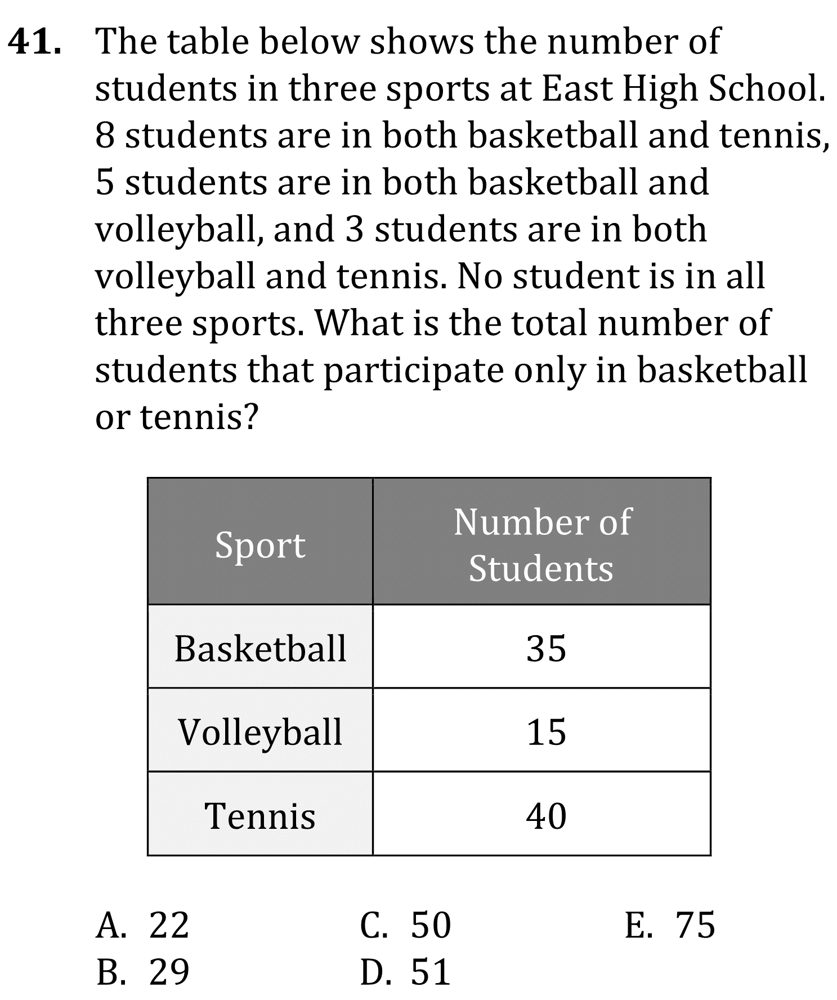 41. The table below shows the number of
students in three sports at East High School.
8 students are in both basketball and tennis,
5 students are in both basketball and
volleyball, and 3 students are in both
volleyball and tennis. No student is in all
three sports. What is the total number of
students that participate only in basketball
or tennis?
Sport
Number of
Students
Basketball 35
Volleyball 15
Tennis 40
A. 22 C. 50 E. 75
B. 29 D. 51